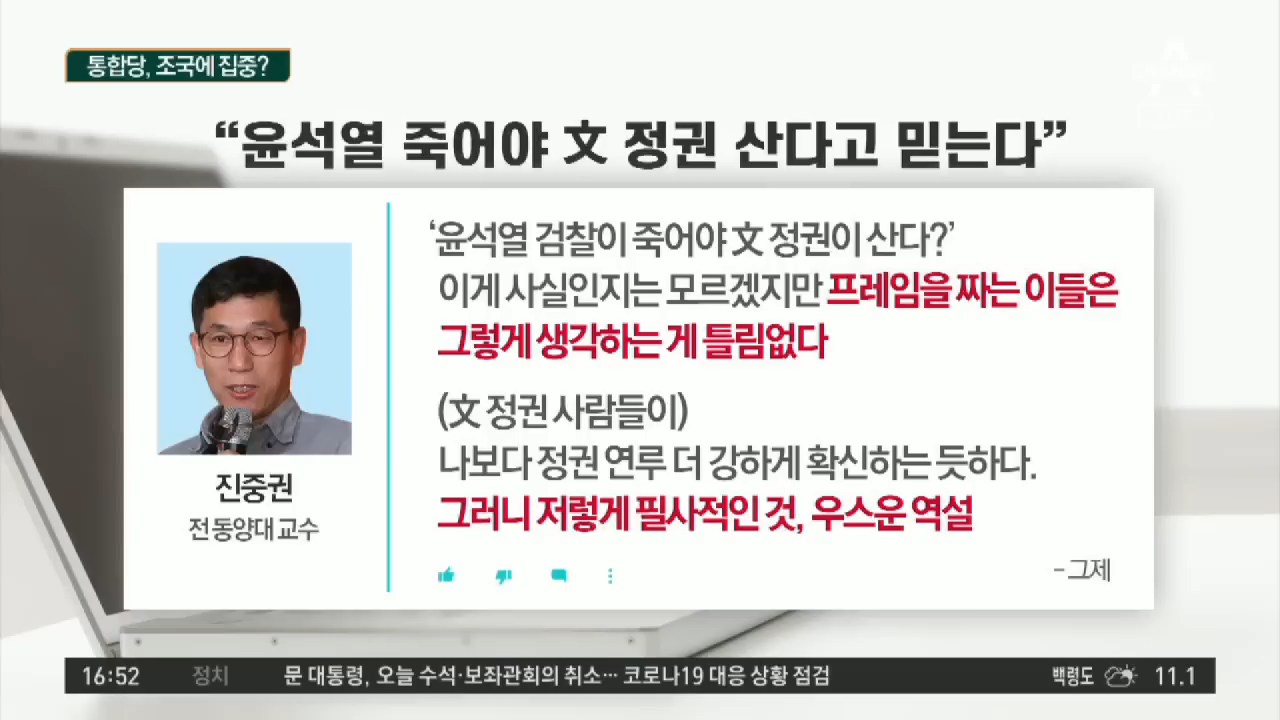 통합당, 조국에 집중?
“윤석열 죽어야 文 정권 산다고 믿는다”
‘윤석열 검찰이 죽어야 文 정권이 산다?’
이게 사실인지는 모르겠지만 프레임을 짜는 이들은
그렇게 생각하는 게 틀림없다
(文 정권 사람들이)
나보다 정권 연루 더 강하게 확신하는 듯하다.
그러니 저렇게 필사적인 것, 우스운 역설
- 그제
진중권
전 동양대 교수
16:52 정치 문 대통령, 오늘 수석·보좌관회의 취소… 코로나19 대응 상황 점검 백령도 11.1